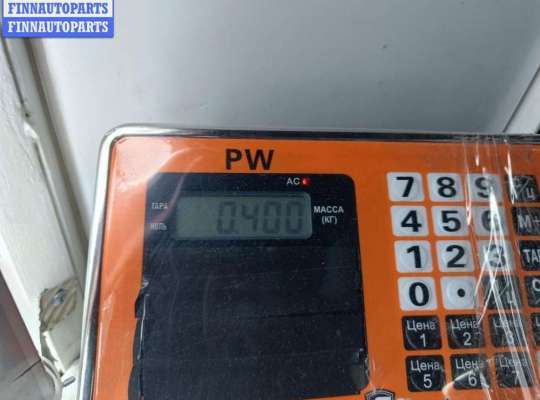 FINNAUTOPARTS
FINNAUTOPARTS
PW
AC
ТАРА
НОЛЬ
0.400
МАССА
(КГ)
7 8 9
4 5 6 М+
1 2 3
0 .
Цена 1 Цена 2
Цена 5 Цена 6